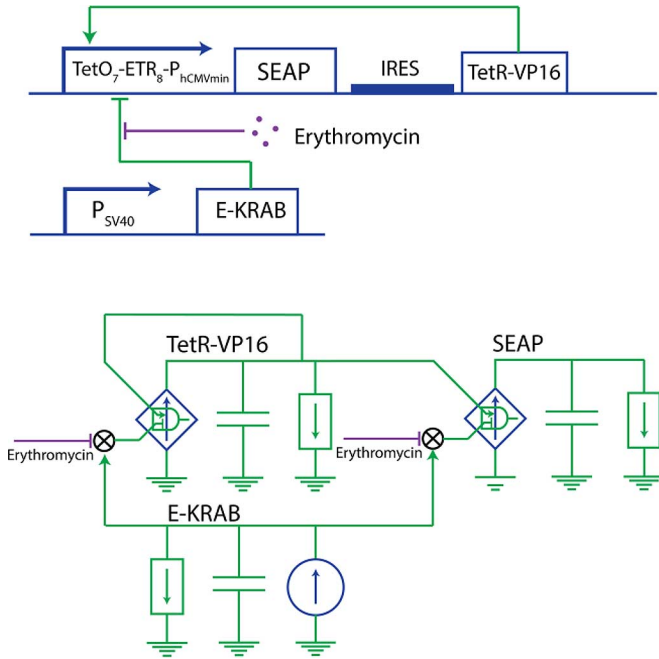 TetO7-ETR8-PhCMVmin
SEAP
IRES
TetR-VP16
Erythromycin
PSV40
E-KRAB
TetR-VP16
SEAP
Erythromycin
Erythromycin
E-KRAB